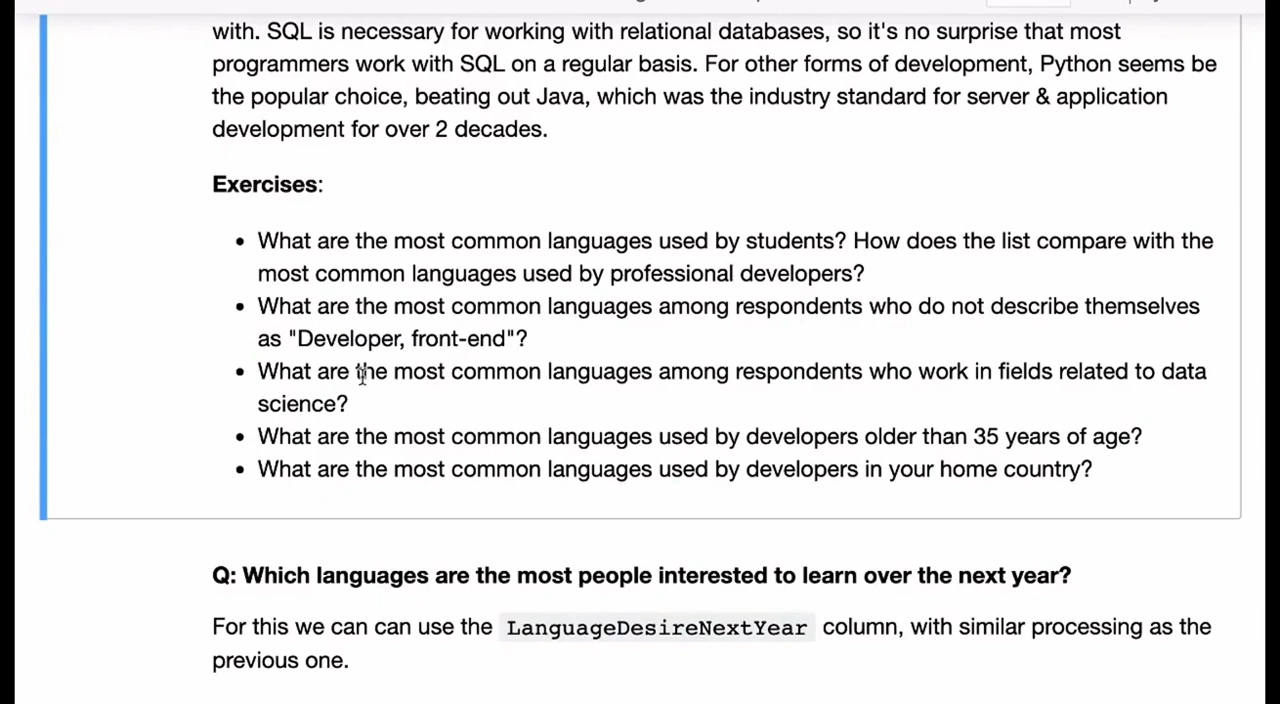 with. SQL is necessary for working with relational databases, so it's no surprise that most
programmers work with SQL on a regular basis. For other forms of development, Python seems be
the popular choice, beating out Java, which was the industry standard for server & application
development for over 2 decades.
Exercises:
• What are the most common languages used by students? How does the list compare with the
most common languages used by professional developers?
• What are the most common languages among respondents who do not describe themselves
as "Developer, front-end"?
• What are the most common languages among respondents who work in fields related to data
science?
• What are the most common languages used by developers older than 35 years of age?
• What are the most common languages used by developers in your home country?
Q: Which languages are the most people interested to learn over the next year?
For this we can can use the LanguageDesireNextYear column, with similar processing as the
previous one.